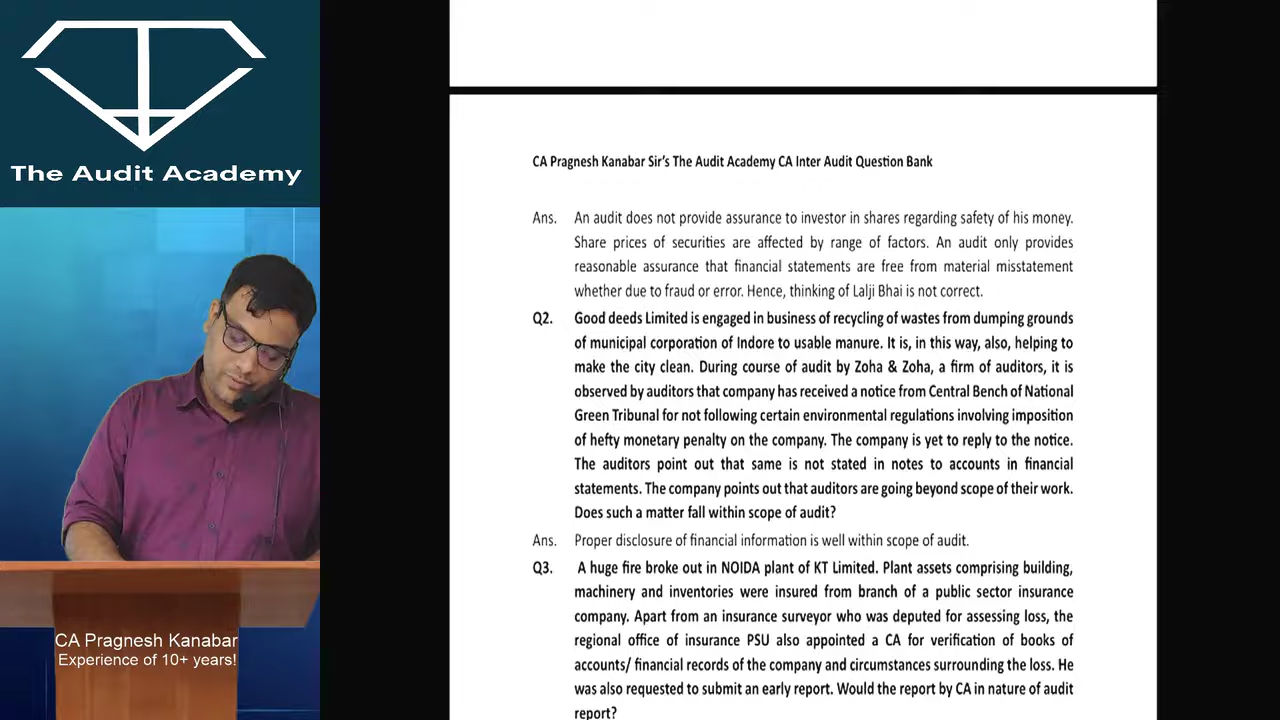 The Audit Academy
CA Pragnesh Kanabar
Experience of 10+ years!
CA Pragnesh Kanabar Sir's The Audit Academy CA Inter Audit Question Bank
Ans. An audit does not provide assurance to investor in shares regarding safety of his money.
Share prices of securities are affected by range of factors. An audit only provides
reasonable assurance that financial statements are free from material misstatement
whether due to fraud or error. Hence, thinking of Lalji Bhai is not correct.
Q2. Good deeds Limited is engaged in business of recycling of wastes from dumping grounds
of municipal corporation of Indore to usable manure. It is, in this way, also, helping to
make the city clean. During course of audit by Zoha & Zoha, a firm of auditors, it is
observed by auditors that company has received a notice from Central Bench of National
Green Tribunal for not following certain environmental regulations involving imposition
of hefty monetary penalty on the company. The company is yet to reply to the notice.
The auditors point out that same is not stated in notes to accounts in financial
statements. The company points out that auditors are going beyond scope of their work.
Does such a matter fall within scope of audit?
Ans. Proper disclosure of financial information is well within scope of audit.
Q3. A huge fire broke out in NOIDA plant of KT Limited. Plant assets comprising building,
machinery and inventories were insured from branch of a public sector insurance
company. Apart from an insurance surveyor who was deputed for assessing loss, the
regional office of insurance PSU also appointed a CA for verification of books of
accounts/ financial records of the company and circumstances surrounding the loss. He
was also requested to submit an early report. Would the report by CA in nature of audit
report?